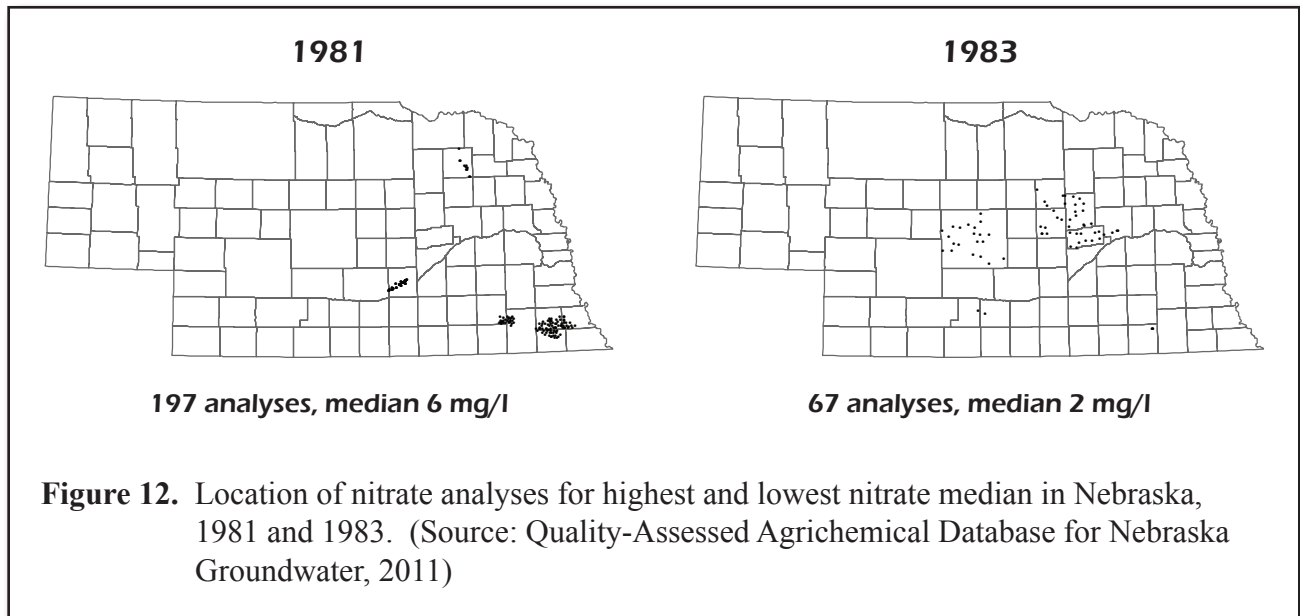 1981
1983
197 analyses, median 6 mg/l
67 analyses, median 2 mg/l
Figure 12. Location of nitrate analyses for highest and lowest nitrate median in Nebraska,
1981 and 1983. (Source: Quality-Assessed Agrichemical Database for Nebraska
Groundwater, 2011)